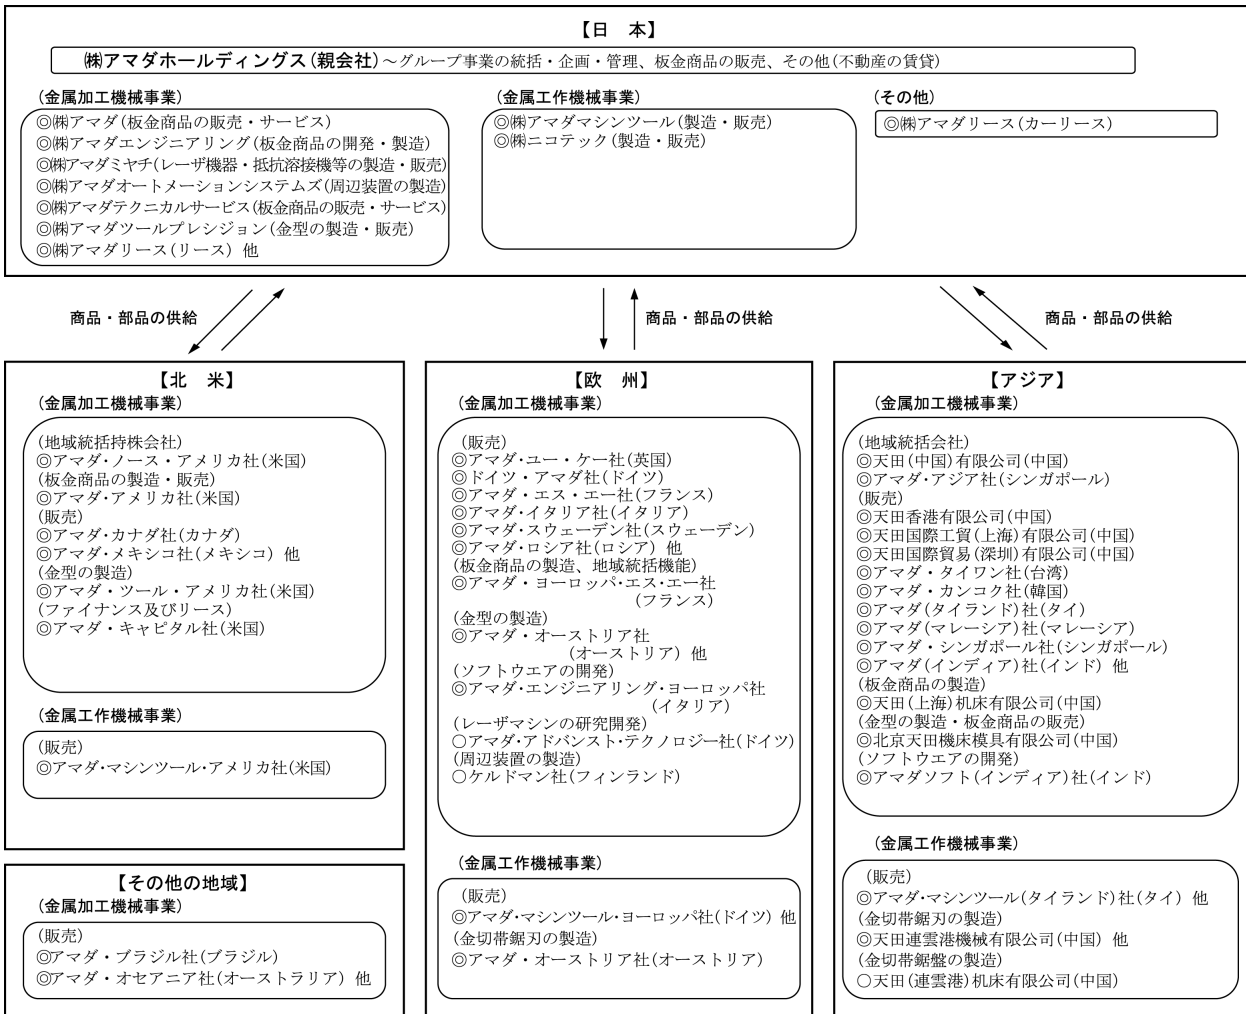 【日　本】
㈱アマダホールディングス(親会社)～グループ事業の統括・企画・管理、板金商品の販売、その他(不動産の賃貸)
(金属加工機械事業)
◎㈱アマダ(板金商品の販売・サービス)
◎㈱アマダエンジニアリング(板金商品の開発・製造)
◎㈱アマダミヤチ(レーザ機器・抵抗溶接機等の製造・販売)
◎㈱アマダオートメーションシステムズ(周辺装置の製造)
◎㈱アマダテクニカルサービス(板金商品の販売・サービス)
◎㈱アマダツールプレシジョン(金型の製造・販売)
◎㈱アマダリース(リース) 他
(金属工作機械事業)
◎㈱アマダマシンツール(製造・販売)
◎㈱ニコテック(製造・販売)
(その他)
◎㈱アマダリース(カーリース)
商品・部品の供給
商品・部品の供給
商品・部品の供給
【北　米】
(金属加工機械事業)
(地域統括持株会社)
◎アマダ・ノース・アメリカ社(米国)
(板金商品の製造・販売)
◎アマダ・アメリカ社(米国)
(販売)
◎アマダ・カナダ社(カナダ)
◎アマダ・メキシコ社(メキシコ) 他
(金型の製造)
◎アマダ・ツール・アメリカ社(米国)
(ファイナンス及びリース)
◎アマダ・キャピタル社(米国)
(金属工作機械事業)
(販売)
◎アマダ・マシンツール・アメリカ社(米国)
【その他の地域】
(金属加工機械事業)
(販売)
◎アマダ・ブラジル社(ブラジル)
◎アマダ・オセアニア社(オーストラリア) 他
【欧　州】
(金属加工機械事業)
(販売)
◎アマダ・ユー・ケー社(英国)
◎ドイツ・アマダ社(ドイツ)
◎アマダ・エス・エー社(フランス)
◎アマダ・イタリア社(イタリア)
◎アマダ・スウェーデン社(スウェーデン)
◎アマダ・ロシア社(ロシア) 他
(板金商品の製造、地域統括機能)
◎アマダ・ヨーロッパ・エス・エー社
(フランス)
(金型の製造)
◎アマダ・オーストリア社
(オーストリア) 他
(ソフトウエアの開発)
◎アマダ・エンジニアリング・ヨーロッパ社
(イタリア)
(レーザマシンの研究開発)
○アマダ・アドバンスト・テクノロジー社(ドイツ)
(周辺装置の製造)
○ケルドマン社(フィンランド)
(金属工作機械事業)
(販売)
◎アマダ・マシンツール・ヨーロッパ社(ドイツ) 他
(金切帯鋸刃の製造)
◎アマダ・オーストリア社(オーストリア)
【アジア】
(金属加工機械事業)
(地域統括会社)
◎天田(中国)有限公司(中国)
◎アマダ・アジア社(シンガポール)
(販売)
◎天田香港有限公司(中国)
◎天田国際工貿(上海)有限公司(中国)
◎天田国際貿易(深圳)有限公司(中国)
◎アマダ・タイワン社(台湾)
◎アマダ・カンコク社(韓国)
◎アマダ(タイランド)社(タイ)
◎アマダ(マレーシア)社(マレーシア)
◎アマダ・シンガポール社(シンガポール)
◎アマダ(インディア)社(インド) 他
(板金商品の製造)
◎天田(上海)机床有限公司(中国)
(金型の製造・板金商品の販売)
◎北京天田機床模具有限公司(中国)
(ソフトウエアの開発)
◎アマダソフト(インディア)社(インド)
(金属工作機械事業)
(販売)
◎アマダ・マシンツール(タイランド)社(タイ) 他
(金切帯鋸刃の製造)
◎天田連雲港機械有限公司(中国) 他
(金切帯鋸盤の製造)
○天田(連雲港)机床有限公司(中国)